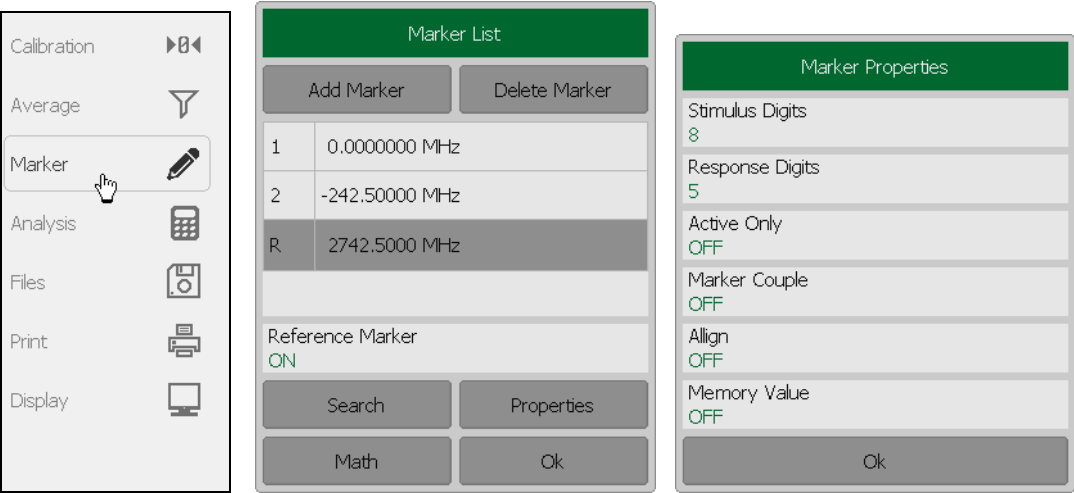 Calibration
Average
Marker
Analysis
Files
Print
Display
Marker List
Add Marker Delete Marker
1 0.0000000 MHz
2 -242.50000 MHz
R 2742.5000 MHz
Reference Marker
ON
Search Properties
Math Ok
Marker Properties
Stimulus Digits
8
Response Digits
5
Active Only
OFF
Marker Couple
OFF
Allign
OFF
Memory Value
OFF
Ok